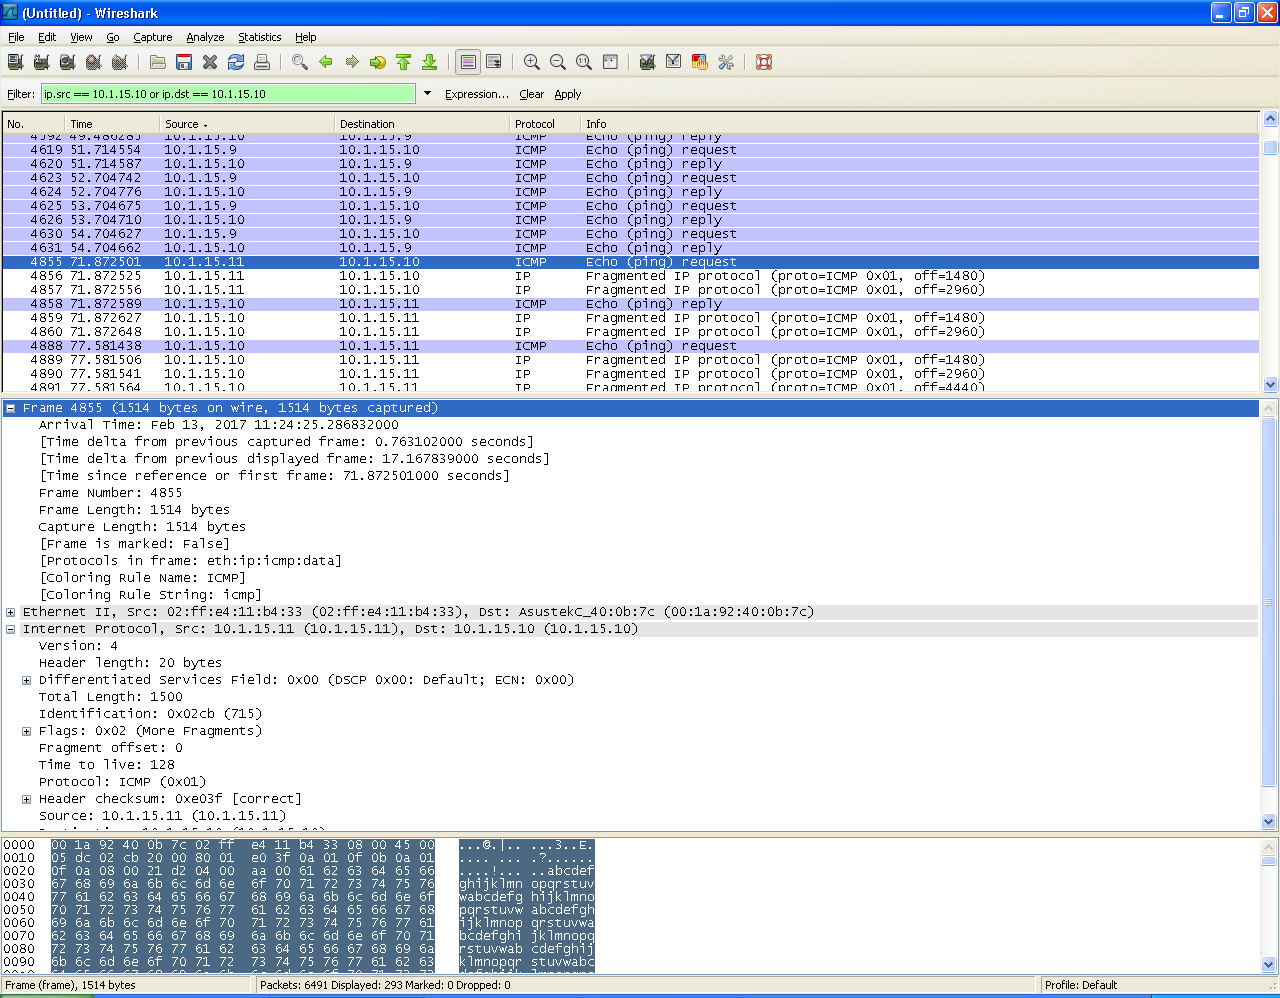 (Untitled) - Wireshark
File Edit View Go Capture Analyze Statistics Help
Filter: ip.src == 10.1.15.10 or ip.dst == 10.1.15.10 Expression... Clear Apply
No. Time Source Destination Protocol Info
4592 49.486285 10.1.15.10 10.1.15.9 ICMP Echo (ping) reply
4619 51.714554 10.1.15.9 10.1.15.10 ICMP Echo (ping) request
4620 51.714587 10.1.15.10 10.1.15.9 ICMP Echo (ping) reply
4623 52.704742 10.1.15.9 10.1.15.10 ICMP Echo (ping) request
4624 52.704776 10.1.15.10 10.1.15.9 ICMP Echo (ping) reply
4625 53.704675 10.1.15.9 10.1.15.10 ICMP Echo (ping) request
4626 53.704710 10.1.15.10 10.1.15.9 ICMP Echo (ping) reply
4630 54.704627 10.1.15.9 10.1.15.10 ICMP Echo (ping) request
4631 54.704662 10.1.15.10 10.1.15.9 ICMP Echo (ping) reply
4855 71.872501 10.1.15.11 10.1.15.10 ICMP Echo (ping) request
4856 71.872525 10.1.15.11 10.1.15.10 IP Fragmented IP protocol (proto=ICMP 0x01, off=1480)
4857 71.872556 10.1.15.11 10.1.15.10 IP Fragmented IP protocol (proto=ICMP 0x01, off=2960)
4858 71.872589 10.1.15.10 10.1.15.11 ICMP Echo (ping) reply
4859 71.872627 10.1.15.10 10.1.15.11 IP Fragmented IP protocol (proto=ICMP 0x01, off=1480)
4860 71.872648 10.1.15.10 10.1.15.11 IP Fragmented IP protocol (proto=ICMP 0x01, off=2960)
4888 77.581438 10.1.15.10 10.1.15.11 ICMP Echo (ping) request
4889 77.581506 10.1.15.10 10.1.15.11 IP Fragmented IP protocol (proto=ICMP 0x01, off=1480)
4890 77.581541 10.1.15.10 10.1.15.11 IP Fragmented IP protocol (proto=ICMP 0x01, off=2960)
4891 77.581564 10.1.15.10 10.1.15.11 IP Fragmented IP protocol (proto=ICMP 0x01, off=4440)
Frame 4855 (1514 bytes on wire, 1514 bytes captured)
Arrival Time: Feb 13, 2017 11:24:25.286832000
[Time delta from previous captured frame: 0.763102000 seconds]
[Time delta from previous displayed frame: 17.167839000 seconds]
[Time since reference or first frame: 71.872501000 seconds]
Frame Number: 4855
Frame Length: 1514 bytes
Capture Length: 1514 bytes
[Frame is marked: False]
[Protocols in frame: eth:ip:icmp:data]
[Coloring Rule Name: ICMP]
[Coloring Rule String: icmp]
Ethernet II, Src: 02:ff:e4:11:b4:33 (02:ff:e4:11:b4:33), Dst: AsustekC_40:0b:7c (00:1a:92:40:0b:7c)
Internet Protocol, Src: 10.1.15.11 (10.1.15.11), Dst: 10.1.15.10 (10.1.15.10)
Version: 4
Header length: 20 bytes
Differentiated Services Field: 0x00 (DSCP 0x00: Default; ECN: 0x00)
Total Length: 1500
Identification: 0x02cb (715)
Flags: 0x02 (More Fragments)
Fragment offset: 0
Time to live: 128
Protocol: ICMP (0x01)
Header checksum: 0xe03f [correct]
Source: 10.1.15.11 (10.1.15.11)
0000 00 1a 92 40 0b 7c 02 ff e4 11 b4 33 08 00 45 00 ...@.|.. ...3..E.
0010 05 dc 02 cb 20 00 80 01 e0 3f 0a 01 0f 0b 0a 01 .... ... .?......
0020 0f 0a 08 00 21 d2 04 00 aa 00 61 62 63 64 65 66 ....!... ..abcdef
0030 67 68 69 6a 6b 6c 6d 6e 6f 70 71 72 73 74 75 76 ghijklmn opqrstuv
0040 77 61 62 63 64 65 66 67 68 69 6a 6b 6c 6d 6e 6f wabcdefg hijklmno
0050 70 71 72 73 74 75 76 77 61 62 63 64 65 66 67 68 pqrstuvw abcdefgh
0060 69 6a 6b 6c 6d 6e 6f 70 71 72 73 74 75 76 77 61 ijklmnop qrstuvwa
0070 62 63 64 65 66 67 68 69 6a 6b 6c 6d 6e 6f 70 71 bcdefghi jklmnopq
0080 72 73 74 75 76 77 61 62 63 64 65 66 67 68 69 6a rstuvwab cdefghij
0090 6b 6c 6d 6e 6f 70 71 72 73 74 75 76 77 61 62 63 klmnopqr stuvwabc
Frame (frame), 1514 bytes Packets: 6491 Displayed: 293 Marked: 0 Dropped: 0 Profile: Default